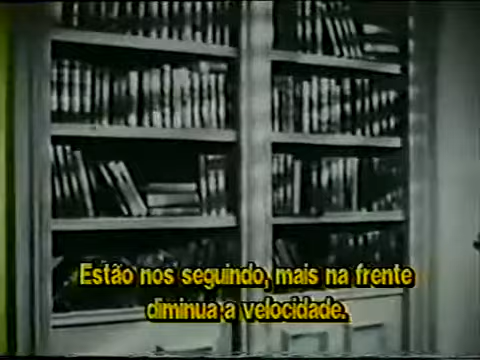 Estão nos seguindo, mais na frente
diminua a velocidade.